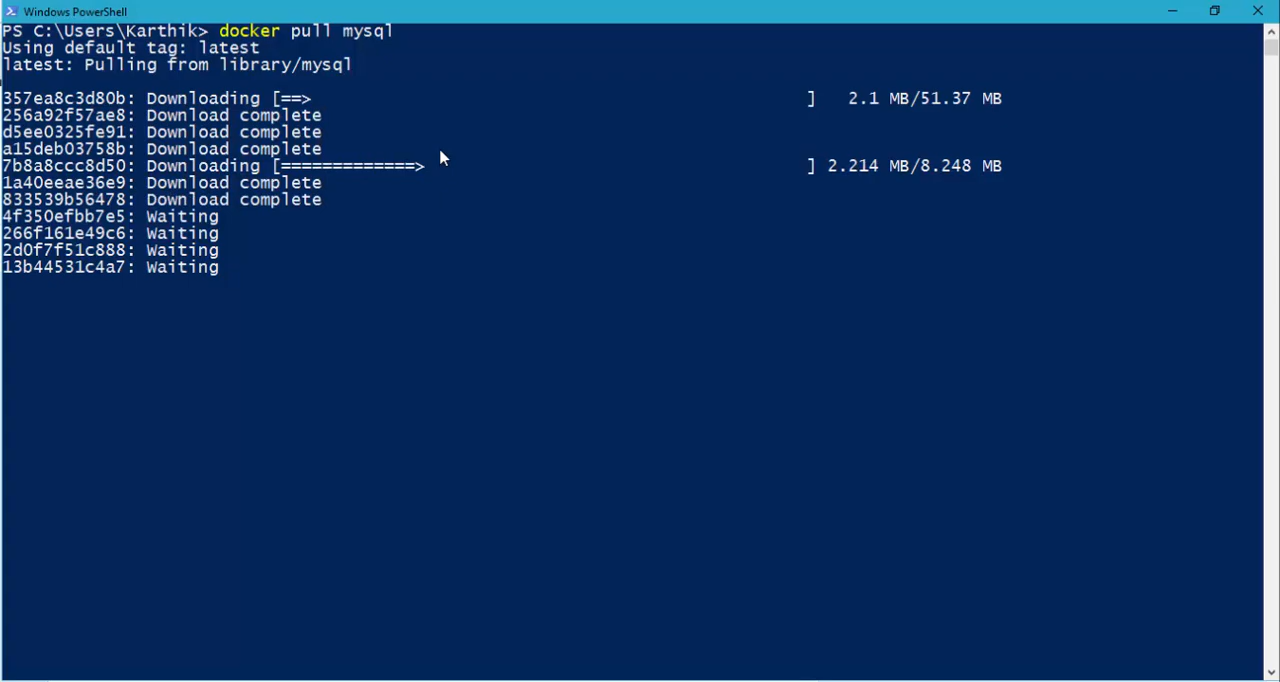 Windows PowerShell
PS C:\Users\Karthik> docker pull mysql
Using default tag: latest
latest: Pulling from library/mysql
357ea8c3d80b: Downloading [==>                                                ]   2.1 MB/51.37 MB
256a92f57ae8: Download complete
d5ee0325fe91: Download complete
a15deb03758b: Download complete
7b8a8ccc8d50: Downloading [=============>                                     ] 2.214 MB/8.248 MB
1a40eeae36e9: Download complete
833539b56478: Download complete
4f350efbb7e5: Waiting
266f161e49c6: Waiting
2d0f7f51c888: Waiting
13b44531c4a7: Waiting